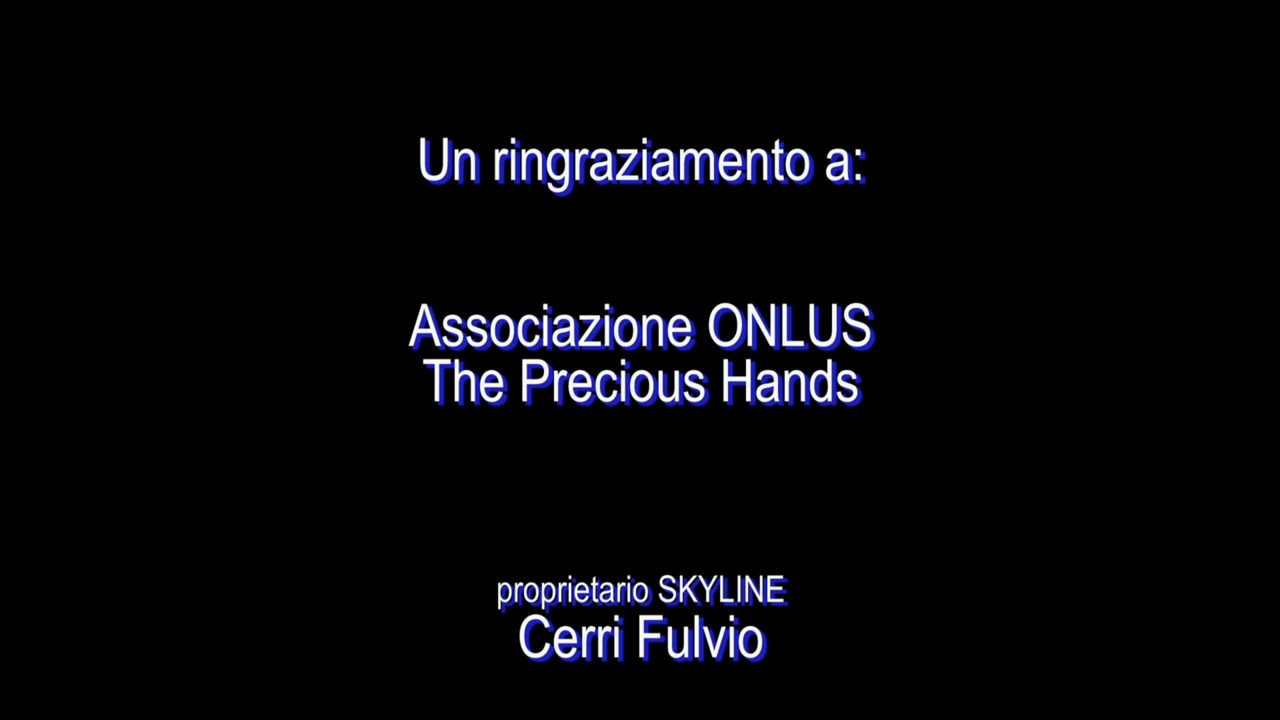 Un ringraziamento a:
Associazione ONLUS
The Precious Hands
proprietario SKYLINE
Cerri Fulvio